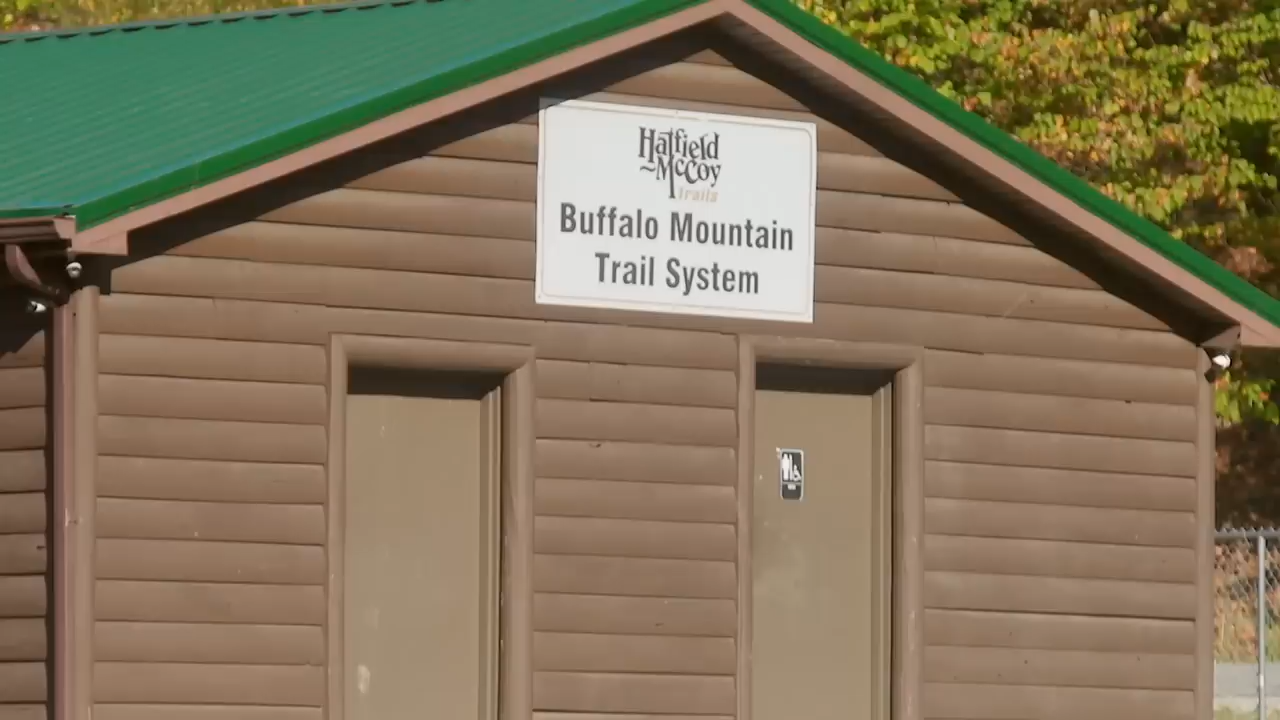 Hatfield
McCoy
Trails
Buffalo Mountain
Trail System